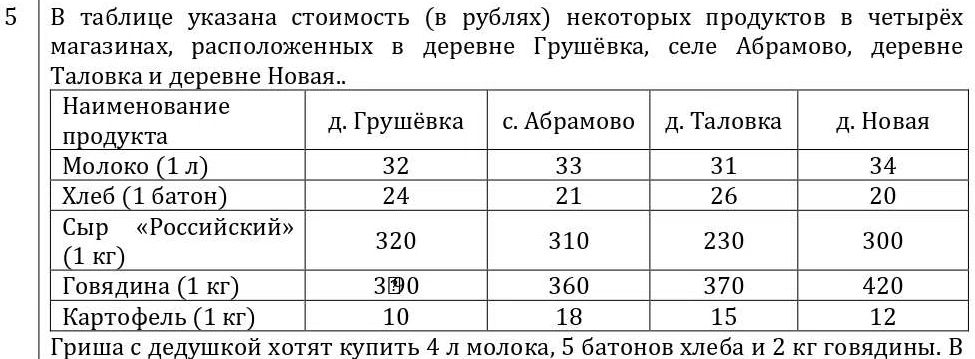 5 В таблице указана стоимость (в рублях) некоторых продуктов в четырёх
магазинах, расположенных в деревне Грушёвка, селе Абрамово, деревне
Таловка и деревне Новая..
Наименование продукта д. Грушёвка с. Абрамово д. Таловка д. Новая
Молоко (1 л) 32 33 31 34
Хлеб (1 батон) 24 21 26 20
Сыр «Российский» (1 кг) 320 310 230 300
Говядина (1 кг) 390 360 370 420
Картофель (1 кг) 10 18 15 12
Гриша с дедушкой хотят купить 4 л молока, 5 батонов хлеба и 2 кг говядины. В